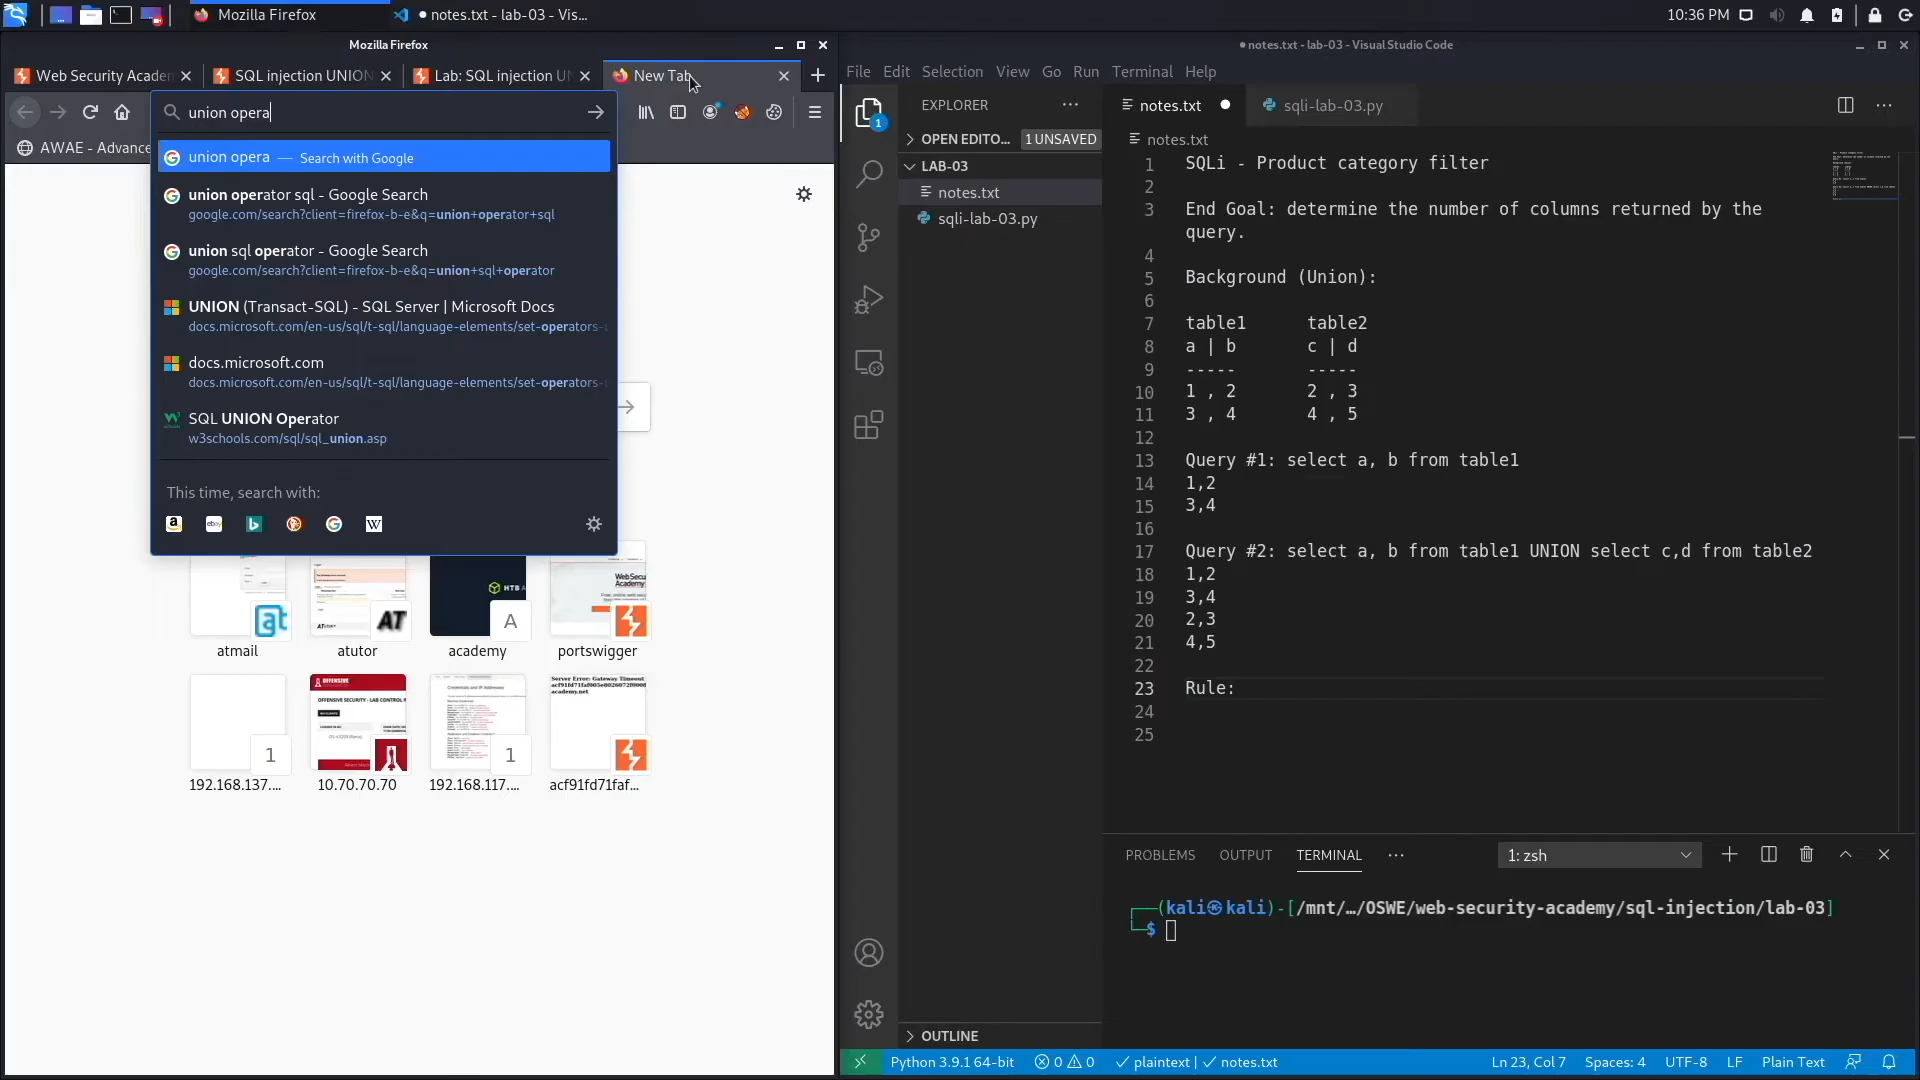 Mozilla Firefox
● notes.txt - lab-03 - Vis...
10:36 PM
Mozilla Firefox
Web Security Academ
SQL injection UNION
Lab: SQL injection UN
New Tab
union opera
AWAE - Advance
union opera — Search with Google
union operator sql - Google Search
google.com/search?client=firefox-b-e&q=union+operator+sql
union sql operator - Google Search
google.com/search?client=firefox-b-e&q=union+sql+operator
UNION (Transact-SQL) - SQL Server | Microsoft Docs
docs.microsoft.com/en-us/sql/t-sql/language-elements/set-operators-
docs.microsoft.com
docs.microsoft.com/en-us/sql/t-sql/language-elements/set-operators-
SQL UNION Operator
w3schools.com/sql/sql_union.asp
This time, search with:
atmail
atutor
academy
portswigger
192.168.137....
10.70.70.70
192.168.117....
acf91fd71faf...
● notes.txt - lab-03 - Visual Studio Code
File Edit Selection View Go Run Terminal Help
EXPLORER
OPEN EDITO... 1 UNSAVED
LAB-03
notes.txt
sqli-lab-03.py
OUTLINE
notes.txt ●
sqli-lab-03.py
notes.txt
1 SQLi - Product category filter
2
3 End Goal: determine the number of columns returned by the
query.
4
5 Background (Union):
6
7 table1 table2
8 a | b c | d
9 ----- -----
10 1 , 2 2 , 3
11 3 , 4 4 , 5
12
13 Query #1: select a, b from table1
14 1,2
15 3,4
16
17 Query #2: select a, b from table1 UNION select c,d from table2
18 1,2
19 3,4
20 2,3
21 4,5
22
23 Rule:
24
25
PROBLEMS OUTPUT TERMINAL ... 1: zsh
┌──(kali㉿kali)-[/mnt/…/OSWE/web-security-academy/sql-injection/lab-03]
└─$
Python 3.9.1 64-bit 0 0 ✓ plaintext | ✓ notes.txt Ln 23, Col 7 Spaces: 4 UTF-8 LF Plain Text